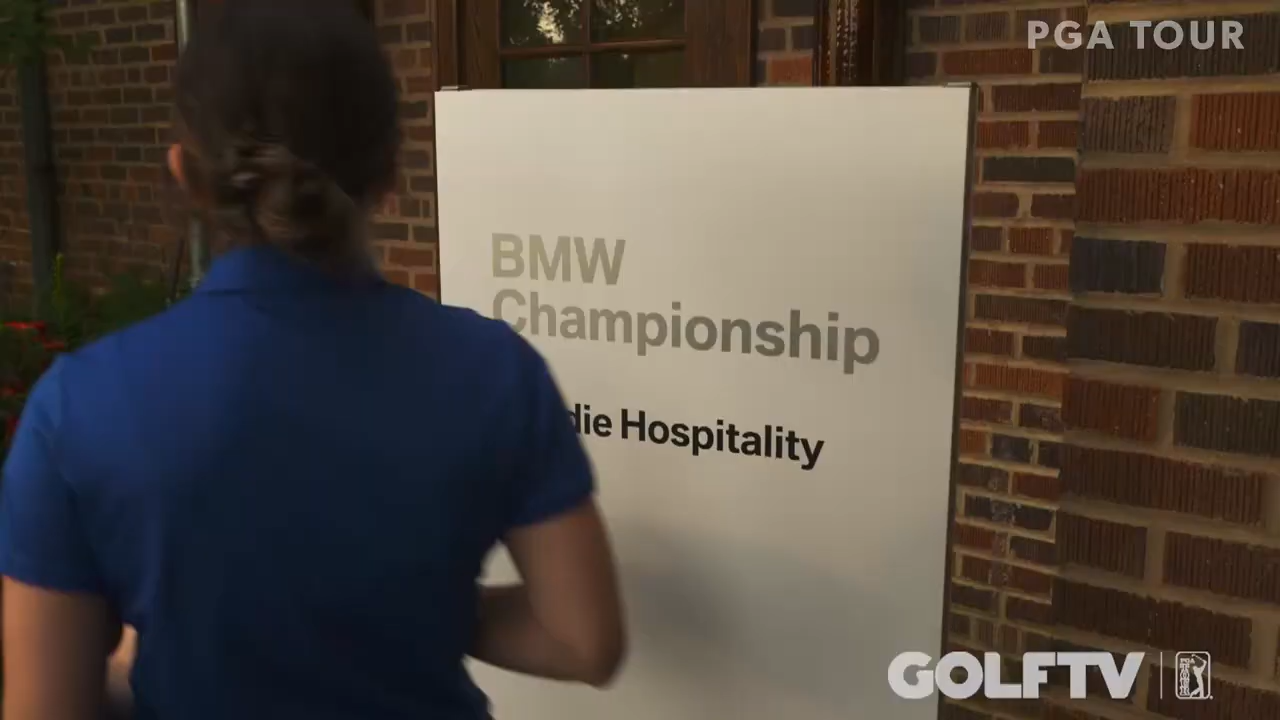 PGA TOUR
BMW
Championship
die Hospitality
GOLFTV